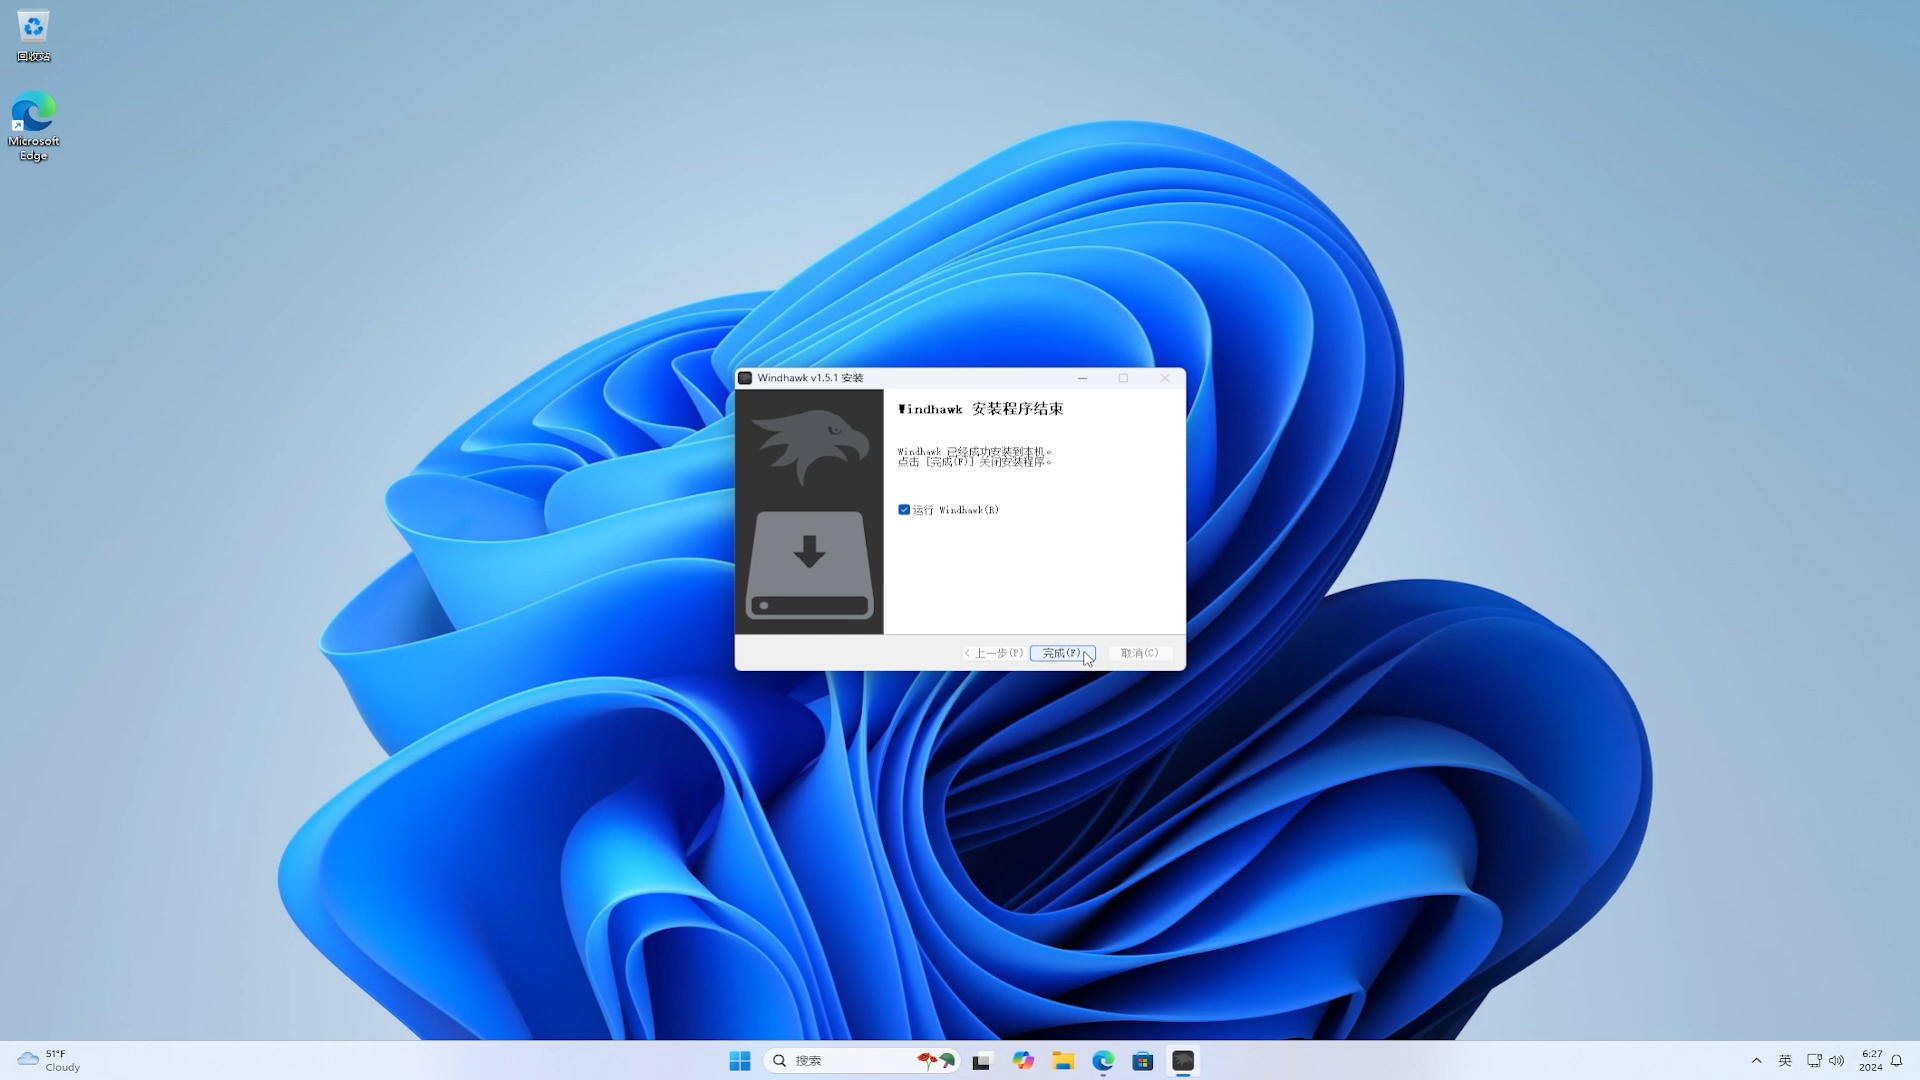 回收站
Microsoft
Edge
Windhawk v1.5.1 安装
Windhawk 安装程序结束
Windhawk 已经成功安装到本机。
点击 [完成(F)] 关闭安装程序。
运行 Windhawk(R)
< 上一步(P)
完成(F)
取消(C)
51°F
Cloudy
搜索
英
6:27
2024